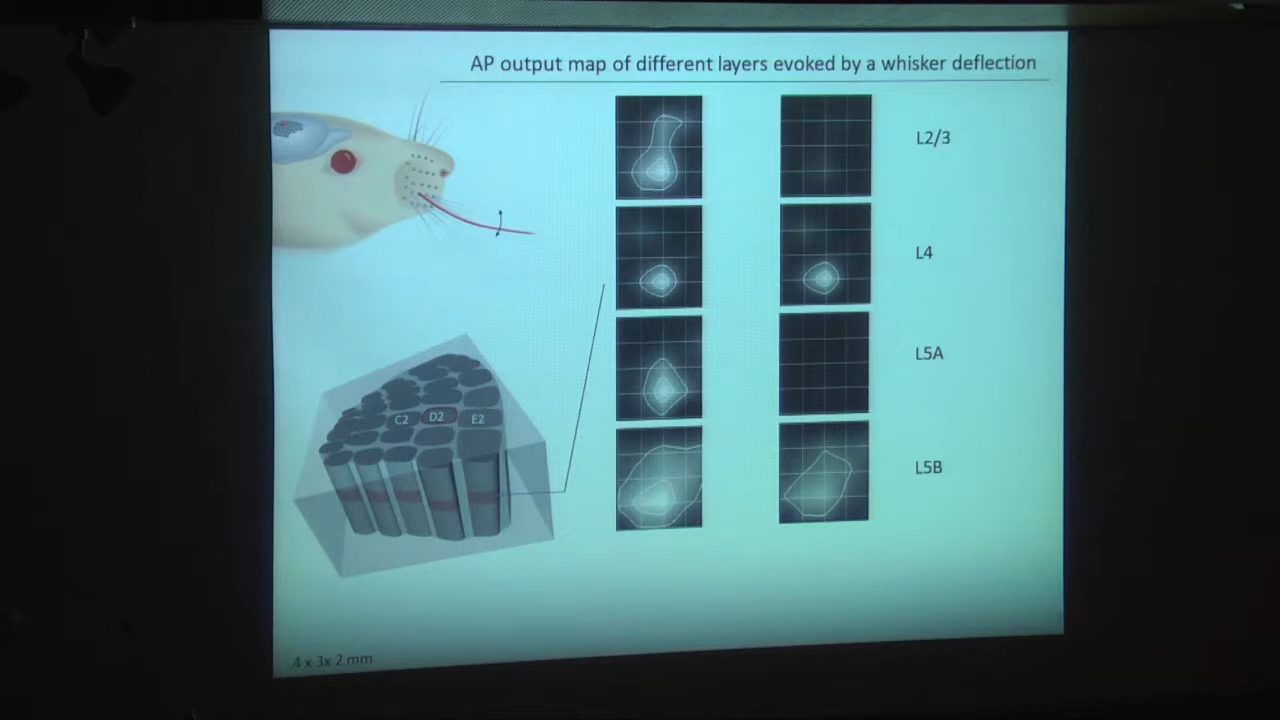 AP output map of different layers evoked by a whisker deflection
L2/3
L4
L5A
L5B
C2
D2
E2
4 x 3x 2 mm